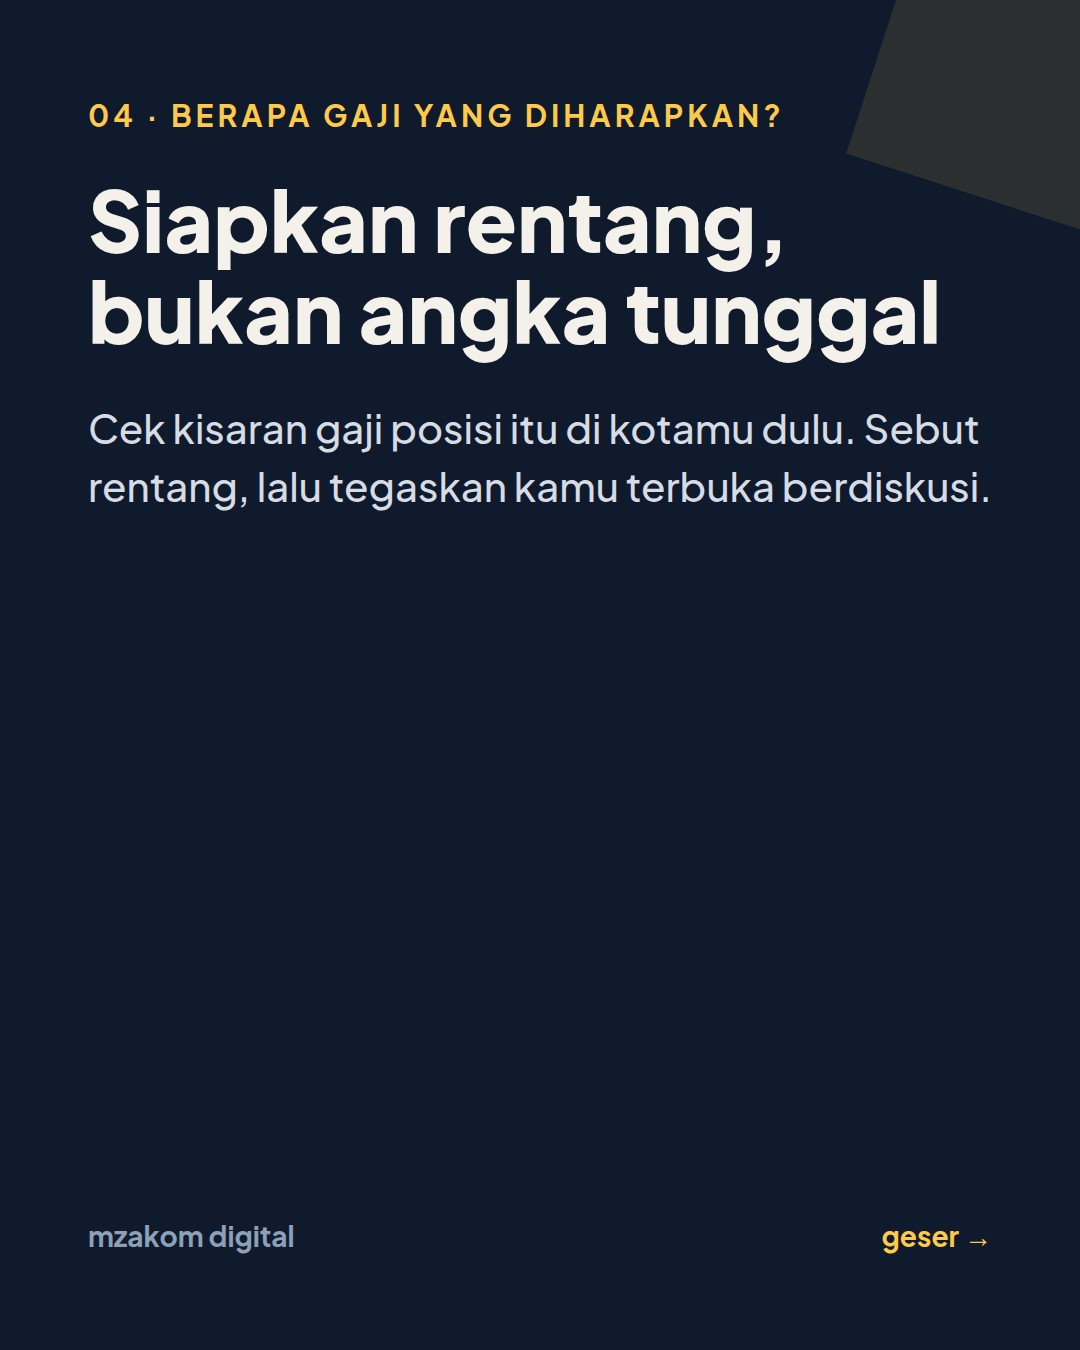 04 · BERAPA GAJI YANG DIHARAPKAN?
Siapkan rentang,
bukan angka tunggal
Cek kisaran gaji posisi itu di kotamu dulu. Sebut
rentang, lalu tegaskan kamu terbuka berdiskusi.
mzakom digital
geser →